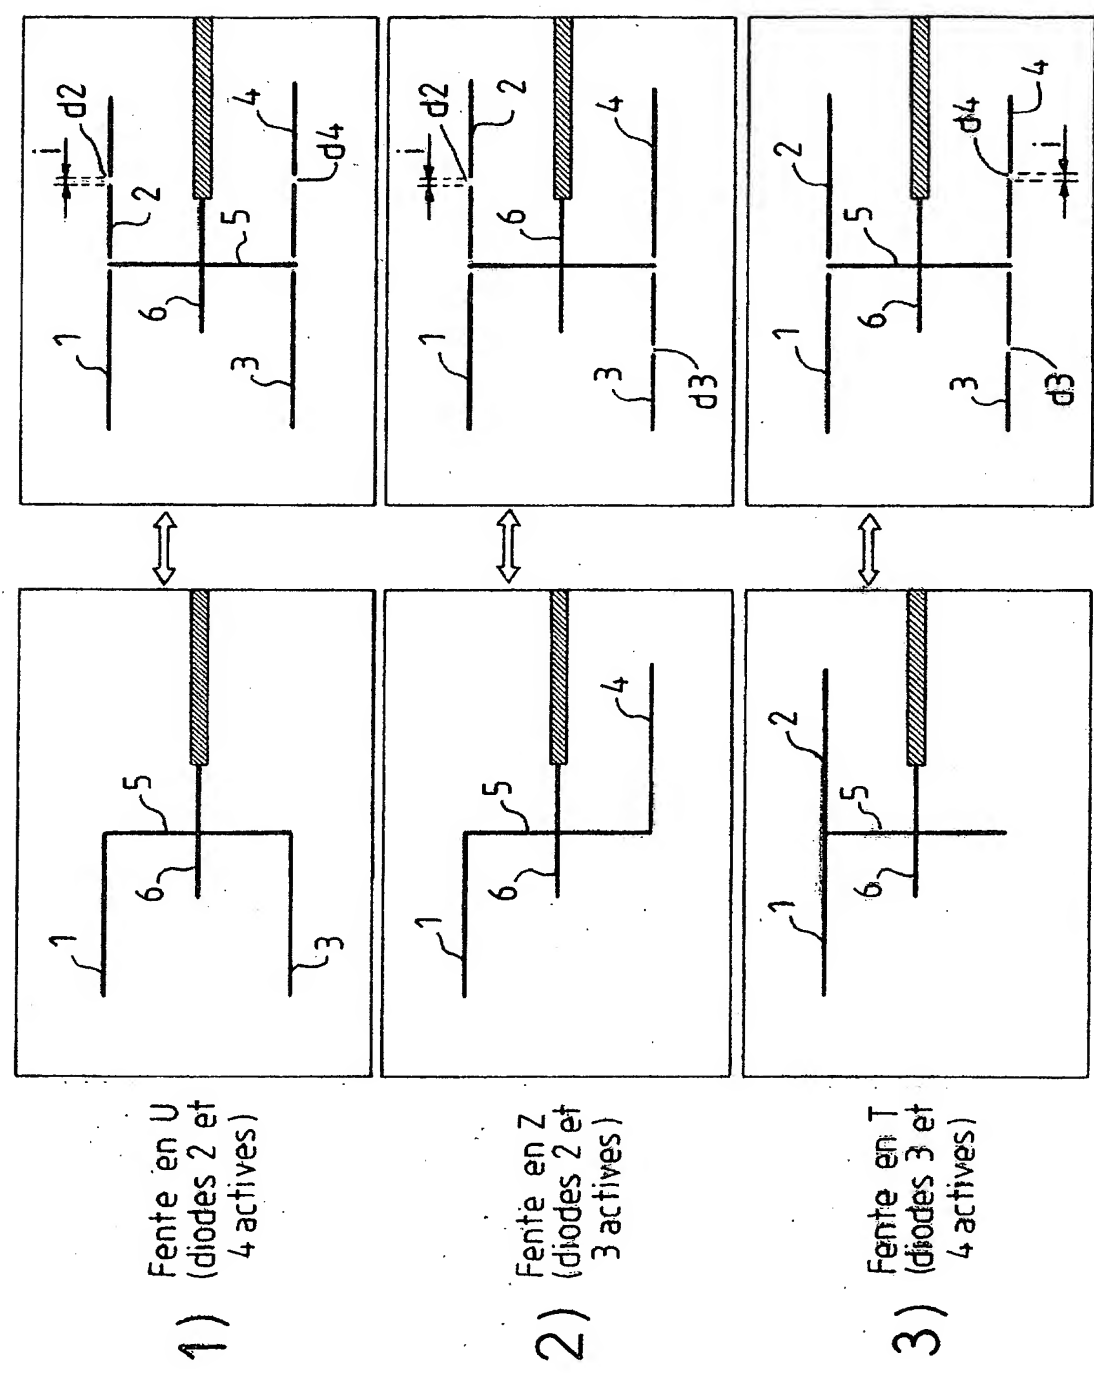 1) Fente en U
(diodes 2 et
4 actives)
1
5
6
3
i
d2
1
2
6
5
4
3
d4
2) Fente en Z
(diodes 2 et
3 actives)
1
5
6
4
i
d2
1
2
6
3
4
d3
3) Fente en T
(diodes 3 et
4 actives)
1
2
5
6
1
2
5
6
d4
3
4
d3
i